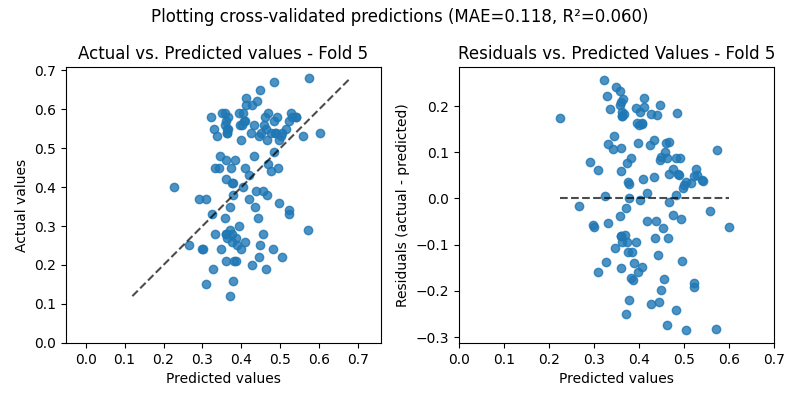 Plotting cross-validated predictions (MAE=0.118, R²=0.060)
Actual vs. Predicted values - Fold 5
0.7
0.6
0.5
0.4
0.3
0.2
0.1
0.0
Actual values
0.0 0.1 0.2 0.3 0.4 0.5 0.6 0.7
Predicted values
Residuals vs. Predicted Values - Fold 5
0.2
0.1
0.0
−0.1
−0.2
−0.3
Residuals (actual - predicted)
0.0 0.1 0.2 0.3 0.4 0.5 0.6 0.7
Predicted values